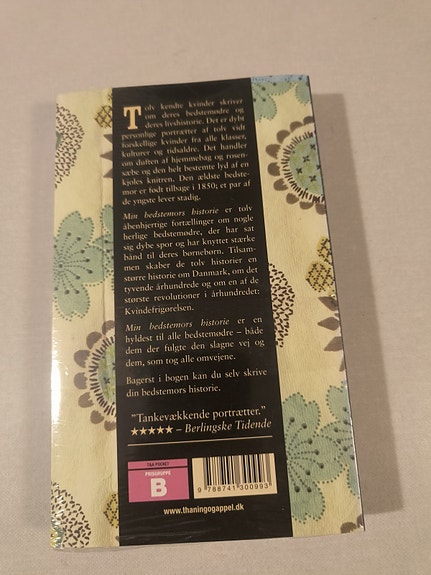 Tolv kendte kvinder skriver
om deres bedstemødre og
deres livshistorie. Det er dybt
personlige portrætter af tolv vidt
forskellige kvinder fra alle klasser,
kulturer og tidsaldre. Det handler
om duften af hjemmebag og rosen-
sæbe og den helt bestemte lyd af en
kjoles knitren. Den ældste bedste-
mor er født tilbage i 1850; et par af
de yngste lever stadig.
Min bedstemors historie er tolv
åbenhjertige fortællinger om nogle
herlige bedstemødre, der har sat
sig dybe spor og har knyttet stærke
bånd til deres børnebørn. Tilsam-
men skaber de tolv historier en
større historie om Danmark, om det
tyvende århundrede og om en af de
største revolutioner i århundredet:
Kvindefrigørelsen.
Min bedstemors historie er en
hyldest til alle bedstemødre – både
dem der fulgte den slagne vej og
dem, som tog alle omvejene.
Bagerst i bogen kan du selv skrive
din bedstemors historie.
"Tankevækkende portrætter."
★★★★★ – Berlingske Tidende
T&A POCKET
PRISGRUPPE
B
9 788741 300993
www.thaningogappel.dk